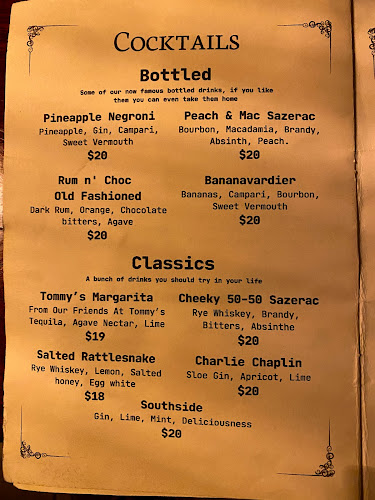 Cocktails
Bottled
Some of our now famous bottled drinks, if you like
them you can even take them home
Pineapple Negroni
Pineapple, Gin, Campari,
Sweet Vermouth
$20
Peach & Mac Sazerac
Bourbon, Macadamia, Brandy,
Absinth, Peach.
$20
Rum n' Choc
Old Fashioned
Dark Rum, Orange, Chocolate
bitters, Agave
$20
Bananavardier
Bananas, Campari, Bourbon,
Sweet Vermouth
$20
Classics
A bunch of drinks you should try in your life
Tommy's Margarita
From Our Friends At Tommy's
Tequila, Agave Nectar, Lime
$19
Cheeky 50-50 Sazerac
Rye Whiskey, Brandy,
Bitters, Absinthe
$20
Salted Rattlesnake
Rye Whiskey, Lemon, Salted
honey, Egg white
$18
Charlie Chaplin
Sloe Gin, Apricot, Lime
$20
Southside
Gin, Lime, Mint, Deliciousness
$20